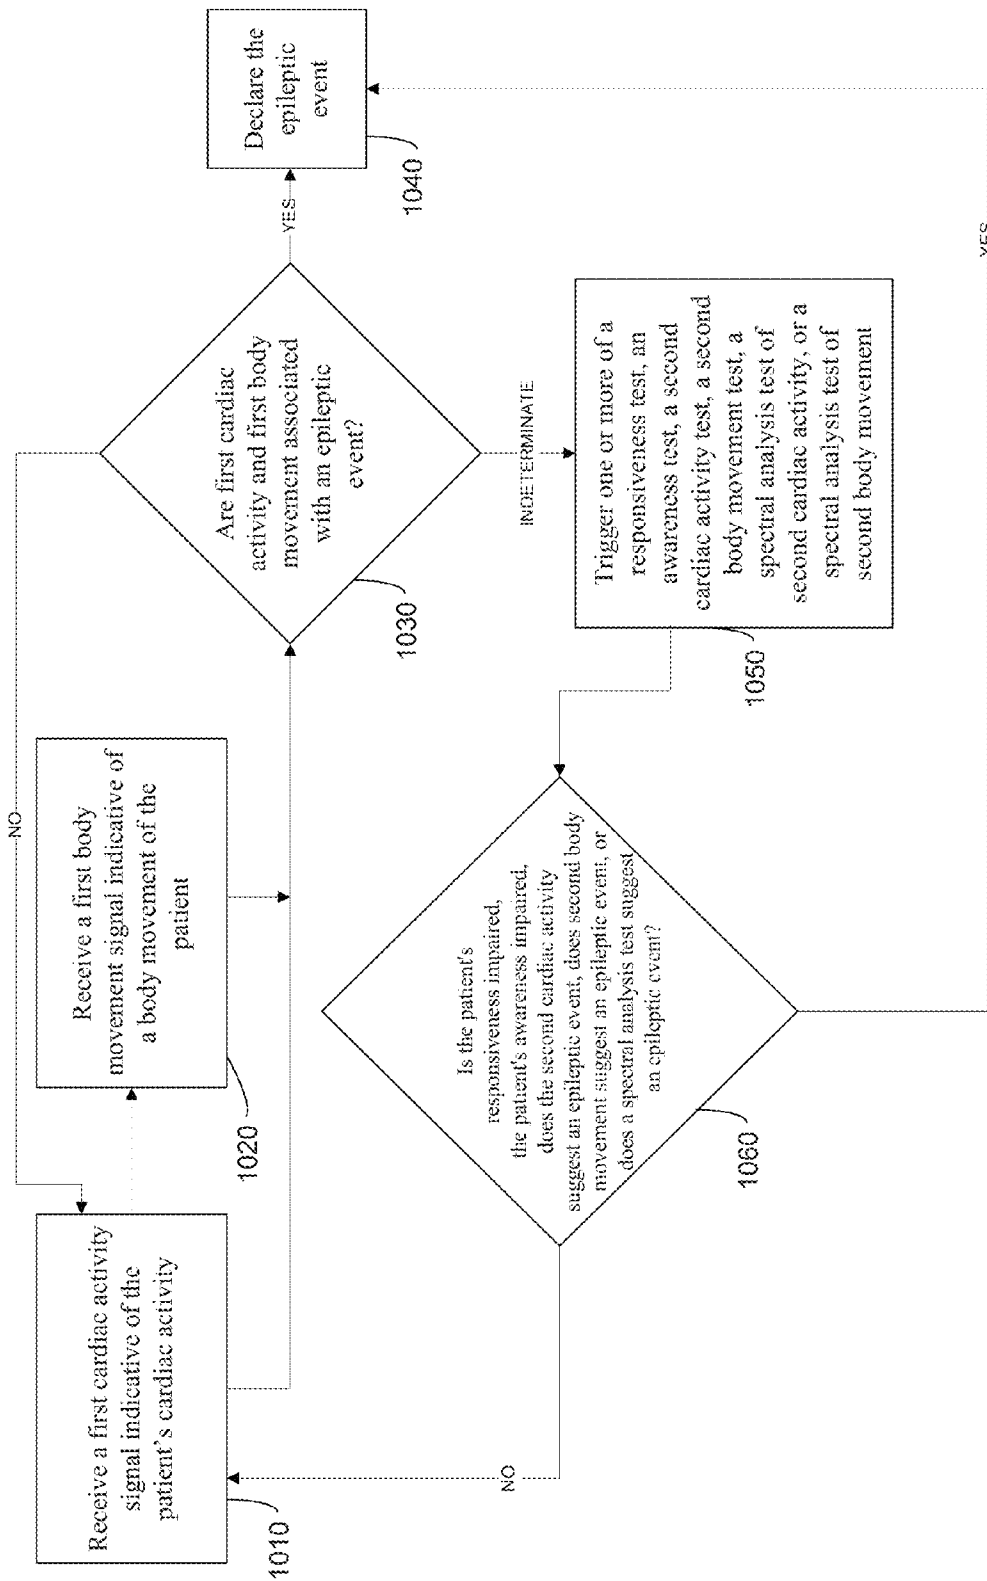 Receive a first cardiac activity
signal indicative of the
patient's cardiac activity
1010
Receive a first body
movement signal indicative of
a body movement of the
patient
1020
NO
Are first cardiac
activity and first body
movement associated
with an epileptic
event?
1030
YES
Declare the
epileptic
event
1040
INDETERMINATE
Trigger one or more of a
responsiveness test, an
awareness test, a second
cardiac activity test, a second
body movement test, a
spectral analysis test of
second cardiac activity, or a
spectral analysis test of
second body movement
1050
Is the patient's
responsiveness impaired,
the patient's awareness impaired,
does the second cardiac activity
suggest an epileptic event, does second body
movement suggest an epileptic event, or
does a spectral analysis test suggest
an epileptic event?
1060
NO
YES